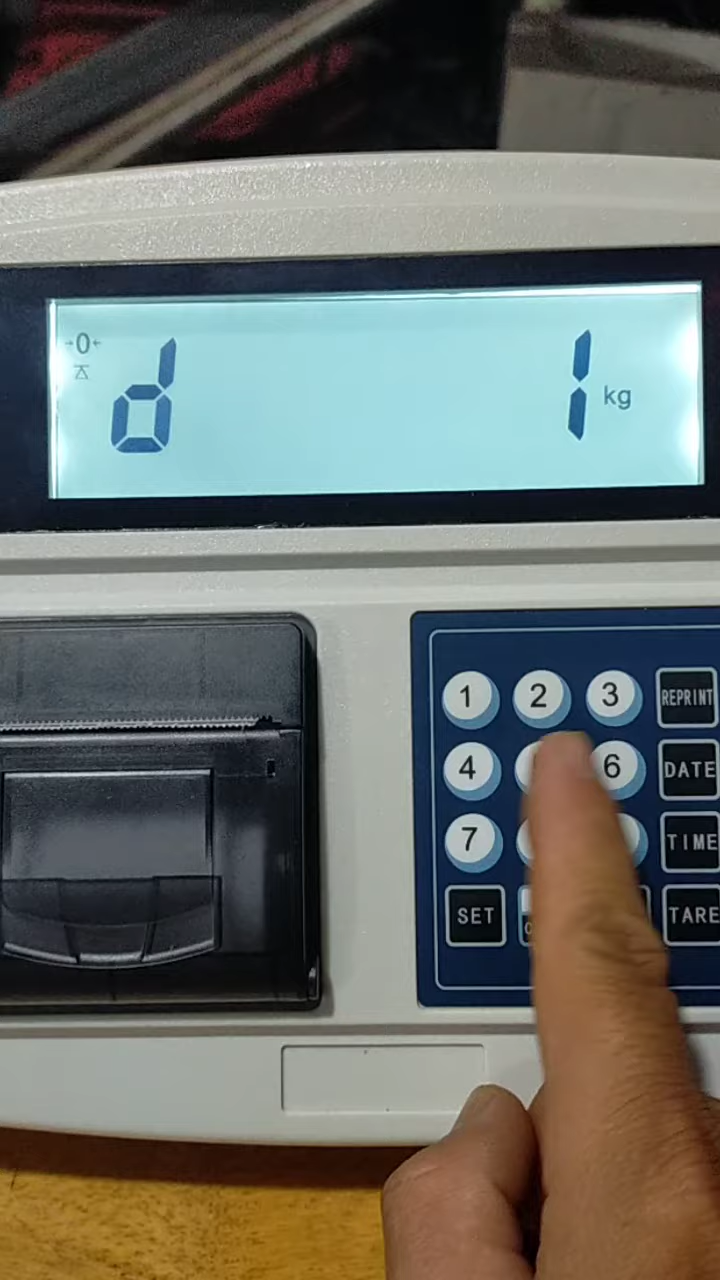 →0←
d 1 kg
1 2 3 REPRINT
4 6 DATE
7 TIME
SET TARE